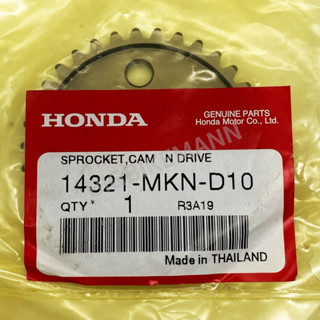 HONDA
GENUINE PARTS
Honda Motor Co., Ltd.
SPROCKET,CAM N DRIVE
14321-MKN-D10
QTY 1 R3A19
Made in THAILAND